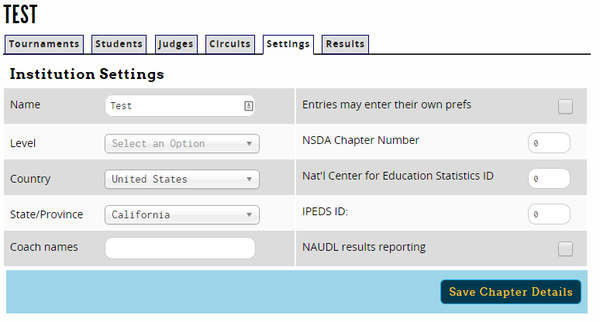 TEST
Tournaments Students Judges Circuits Settings Results
Institution Settings
Name Test Entries may enter their own prefs
Level Select an Option NSDA Chapter Number 0
Country United States Nat'l Center for Education Statistics ID 0
State/Province California IPEDS ID: 0
Coach names NAUDL results reporting
Save Chapter Details